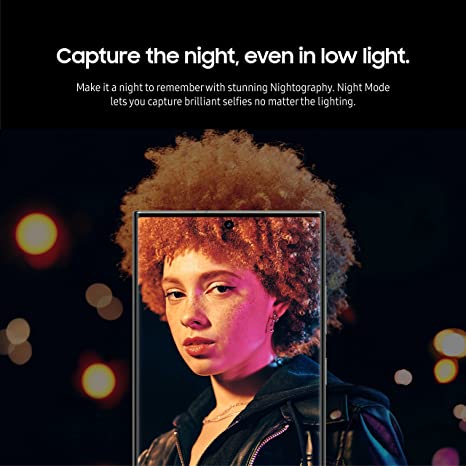 Capture the night, even in low light.
Make it a night to remember with stunning Nightography. Night Mode
lets you capture brilliant selfies no matter the lighting.